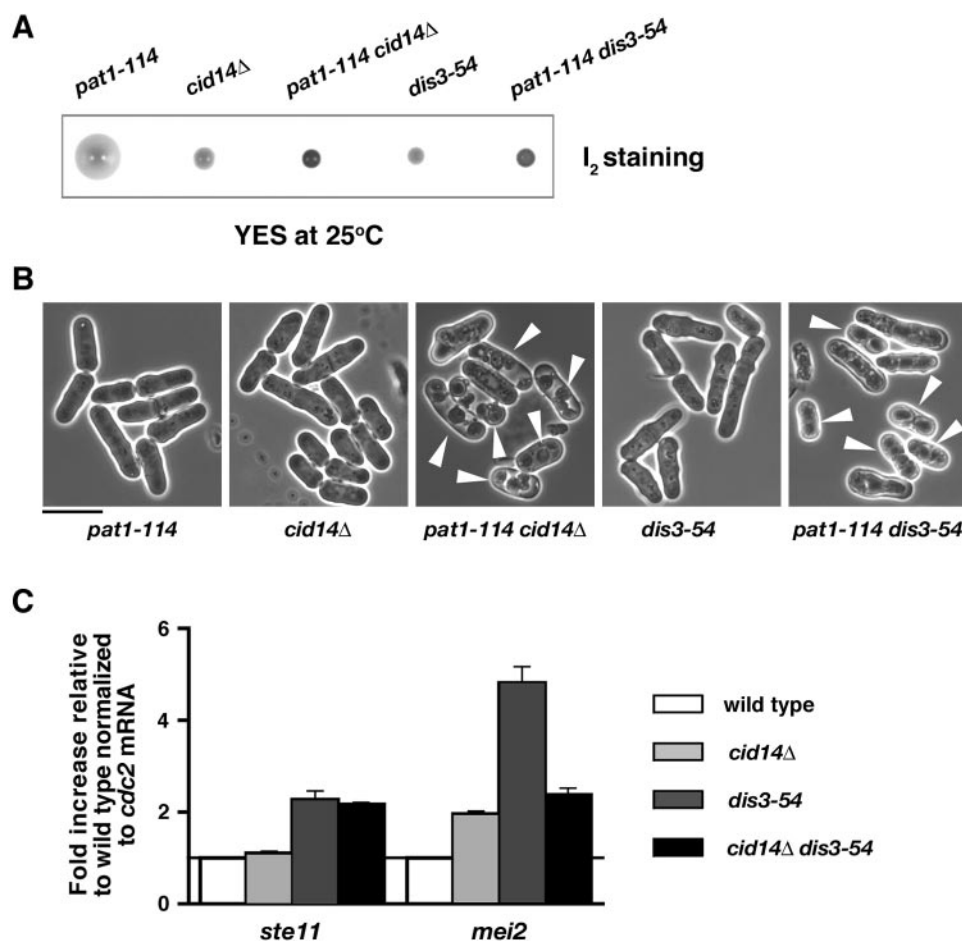 A
pat1-114
cid14Δ
pat1-114 cid14Δ
dis3-54
pat1-114 dis3-54
I2 staining
YES at 25°C
B
pat1-114
cid14Δ
pat1-114 cid14Δ
dis3-54
pat1-114 dis3-54
C
Fold increase relative
to wild type normalized
to cdc2 mRNA
6
4
2
0
ste11
mei2
wild type
cid14Δ
dis3-54
cid14Δ dis3-54